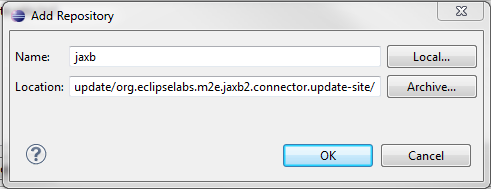 Add Repository
Name: jaxb Local...
Location: update/org.eclipselabs.m2e.jaxb2.connector.update-site/ Archive...
? OK Cancel